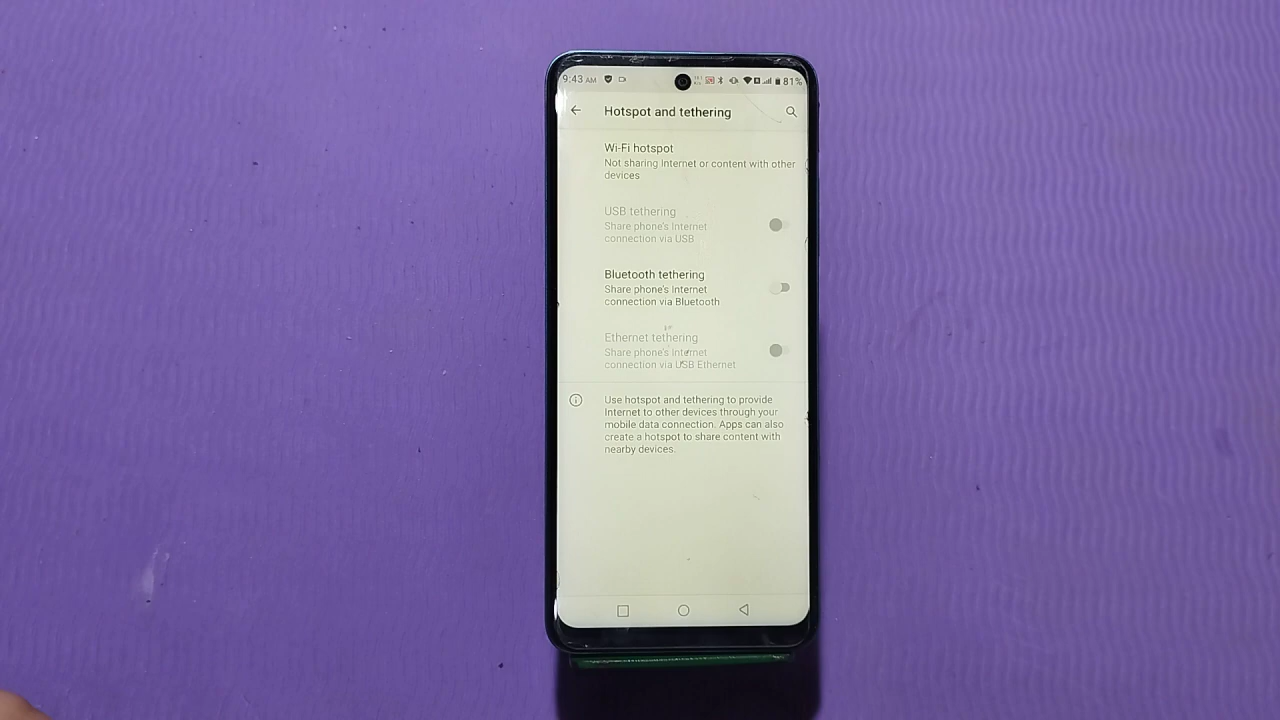 9:43 AM 81%
Hotspot and tethering
Wi-Fi hotspot
Not sharing Internet or content with other
devices
USB tethering
Share phone's Internet
connection via USB
Bluetooth tethering
Share phone's Internet
connection via Bluetooth
Ethernet tethering
Share phone's Internet
connection via USB Ethernet
Use hotspot and tethering to provide
Internet to other devices through your
mobile data connection. Apps can also
create a hotspot to share content with
nearby devices.